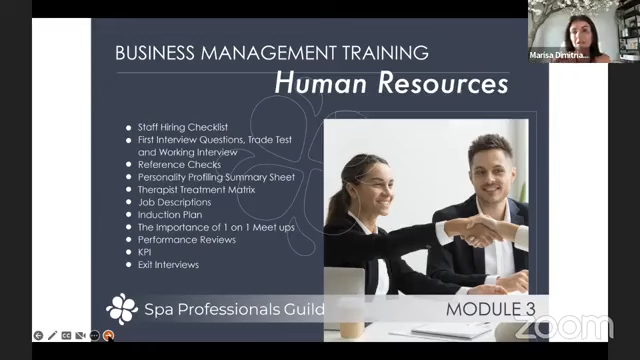 BUSINESS MANAGEMENT TRAINING
Human Resources
Marisa Dimitria...
Staff Hiring Checklist
First Interview Questions, Trade Test
and Working Interview
Reference Checks
Personality Profiling Summary Sheet
Therapist Treatment Matrix
Job Descriptions
Induction Plan
The Importance of 1 on 1 Meet ups
Performance Reviews
KPI
Exit Interviews
Spa Professionals Guild
MODULE 3
zoom